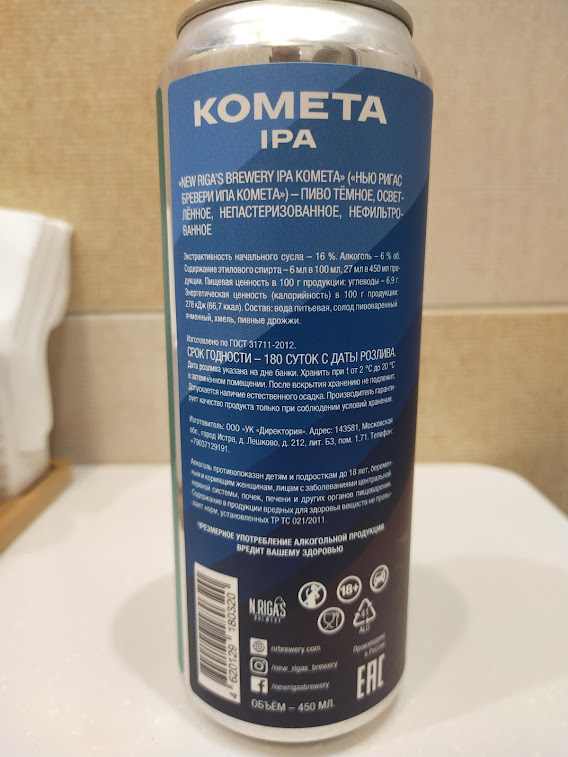 КОМЕТА
IPA
«NEW RIGA'S BREWERY IPA КОМЕТА» («НЬЮ РИГАС
БРЕВЕРИ ИПА КОМЕТА») – ПИВО ТЁМНОЕ, ОСВЕТ-
ЛЁННОЕ, НЕПАСТЕРИЗОВАННОЕ, НЕФИЛЬТРО-
ВАННОЕ
Экстрактивность начального сусла – 16 %. Алкоголь – 6 % об.
Содержание этилового спирта – 6 мл в 100 мл, 27 мл в 450 мл про-
дукции. Пищевая ценность в 100 г продукции: углеводы – 6,9 г.
Энергетическая ценность (калорийность) в 100 г продукции:
278 кДж (66,7 ккал). Состав: вода питьевая, солод пивоваренный
ячменный, хмель, пивные дрожжи.
Изготовлено по ГОСТ 31711-2012.
СРОК ГОДНОСТИ – 180 СУТОК С ДАТЫ РОЗЛИВА.
Дата розлива указана на дне банки. Хранить при t от 2 °C до 20 °C
в затемнённом помещении. После вскрытия хранению не подлежит.
Допускается наличие естественного осадка. Производитель гаранти-
рует качество продукта только при соблюдении условий хранения.
Изготовитель: ООО «УК «Директория». Адрес: 143581, Московская
обл., город Истра, д. Лешково, д. 212, лит. Б3, пом. 1.71. Телефон:
+79037129191.
Алкоголь противопоказан детям и подросткам до 18 лет, беремен-
ным и кормящим женщинам, лицам с заболеваниями центральной
нервной системы, почек, печени и других органов пищеварения.
Содержание в продукции вредных для здоровья веществ не превы-
шает норм, установленных ТР ТС 021/2011.
ЧРЕЗМЕРНОЕ УПОТРЕБЛЕНИЕ АЛКОГОЛЬНОЙ ПРОДУКЦИИ
ВРЕДИТ ВАШЕМУ ЗДОРОВЬЮ
18+
N.RIGA'S
BREWERY
41
ALU
nrbrewery.com
/new_rigas_brewery
/newrigasbrewery
Произведено
в России
EAC
4 620129 180320
ОБЪЁМ – 450 МЛ.